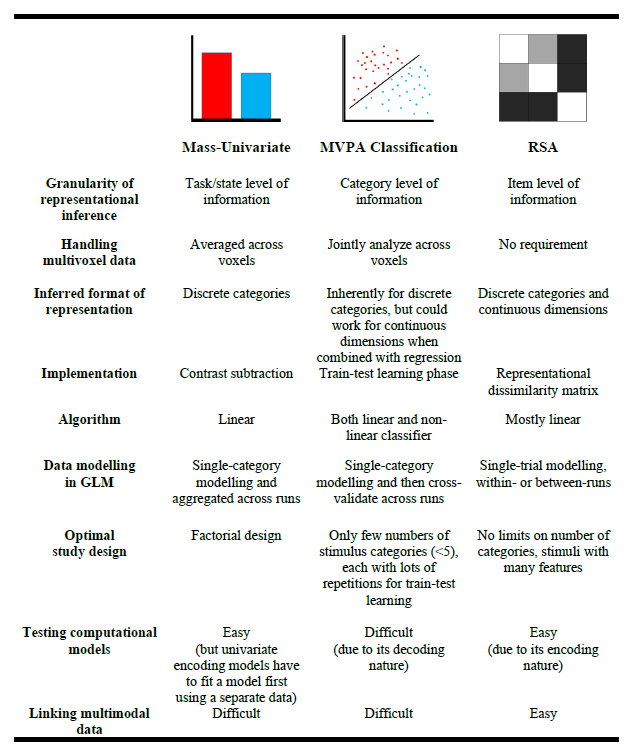 Mass-Univariate MVPA Classification RSA
Granularity of representational inference
Task/state level of information
Category level of information
Item level of information
Handling multivoxel data
Averaged across voxels
Jointly analyze across voxels
No requirement
Inferred format of representation
Discrete categories
Inherently for discrete categories, but could work for continuous dimensions when combined with regression
Discrete categories and continuous dimensions
Implementation
Contrast subtraction
Train-test learning phase
Representational dissimilarity matrix
Algorithm
Linear
Both linear and non-linear classifier
Mostly linear
Data modelling in GLM
Single-category modelling and aggregated across runs
Single-category modelling and then cross-validate across runs
Single-trial modelling, within- or between-runs
Optimal study design
Factorial design
Only few numbers of stimulus categories (<5), each with lots of repetitions for train-test learning
No limits on number of categories, stimuli with many features
Testing computational models
Easy (but univariate encoding models have to fit a model first using a separate data)
Difficult (due to its decoding nature)
Easy (due to its encoding nature)
Linking multimodal data
Difficult
Difficult
Easy